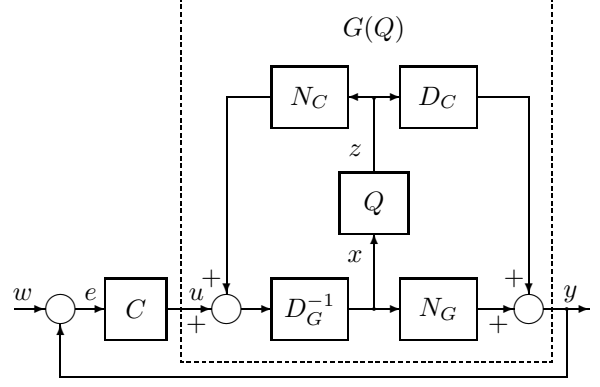 G(Q)
N_C D_C
z
Q
x
+ +
w e C u D_G^{-1} N_G y
+ +